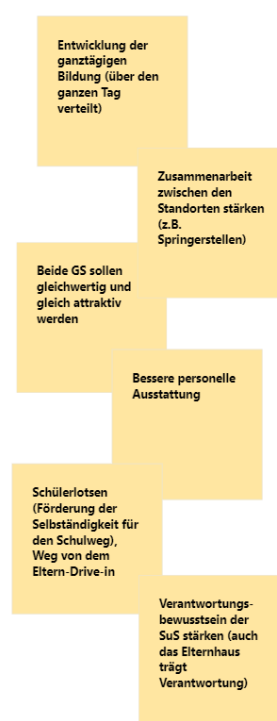 Entwicklung der
ganztägigen
Bildung (über den
ganzen Tag
verteilt)
Zusammenarbeit
zwischen den
Standorten stärken
(z.B.
Springerstellen)
Beide GS sollen
gleichwertig und
gleich attraktiv
werden
Bessere personelle
Ausstattung
Schülerlotsen
(Förderung der
Selbständigkeit für
den Schulweg),
Weg von dem
Eltern-Drive-in
Verantwortungs-
bewusstsein der
SuS stärken (auch
das Elternhaus
trägt
Verantwortung)